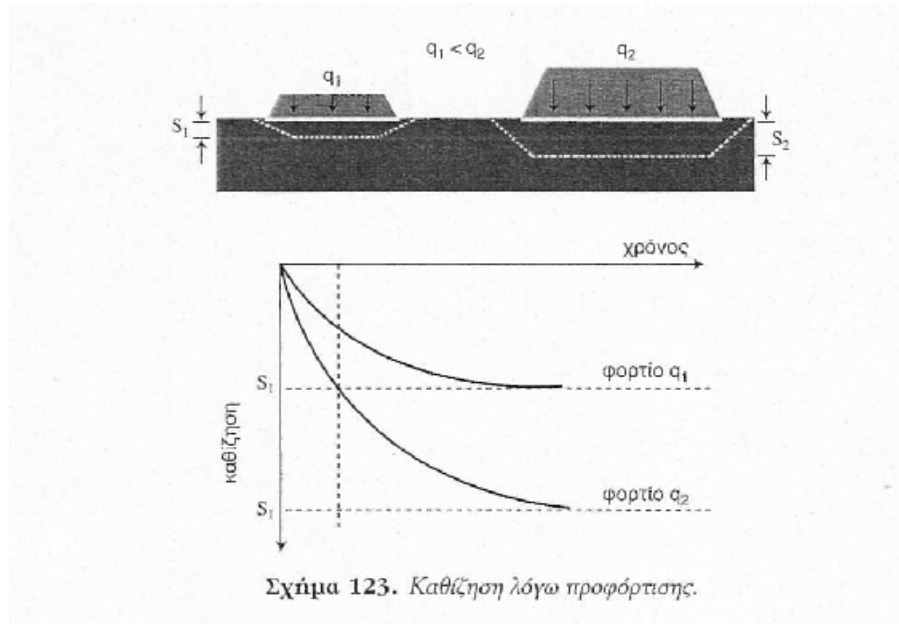 q₁ < q₂
q₁
q₂
S₁
S₂
χρόνος
S₁
φορτίο q₁
καθίζηση
S₁
φορτίο q₂
Σχήμα 123. Καθίζηση λόγω προφόρτισης.